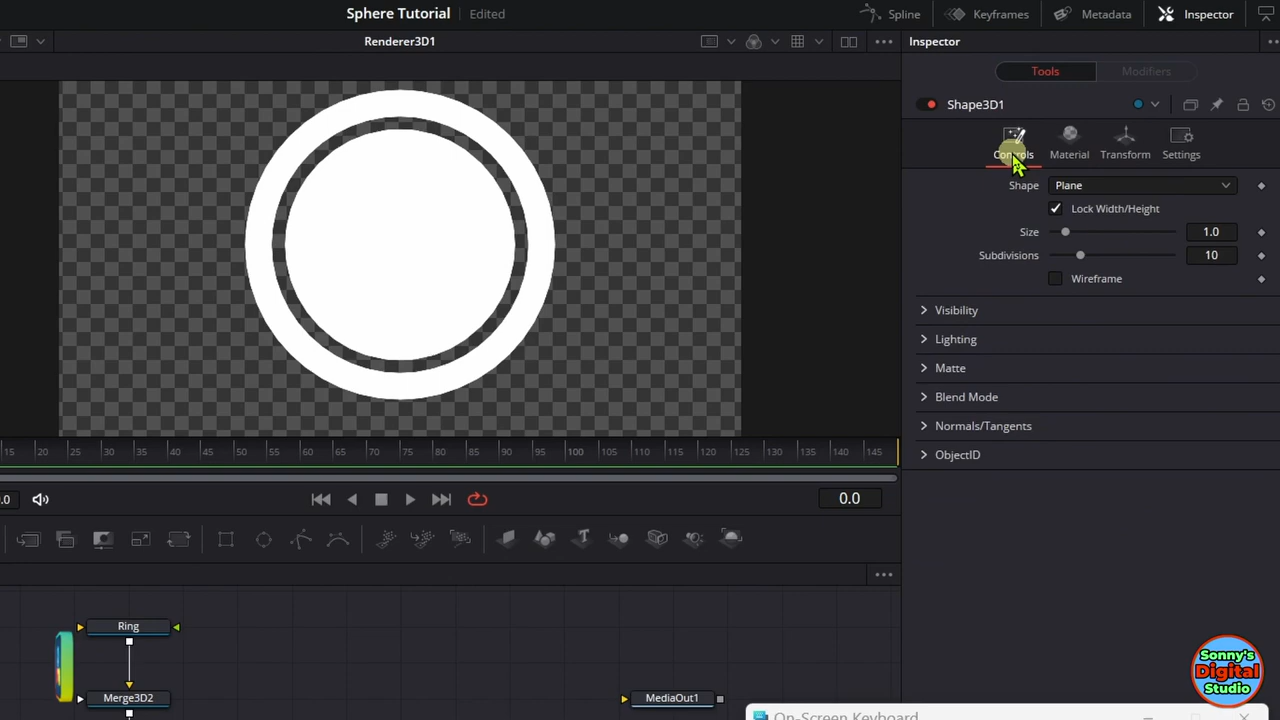 Sphere Tutorial Edited
Spline Keyframes Metadata Inspector
Renderer3D1
Inspector
Tools Modifiers
Shape3D1
Controls Material Transform Settings
Shape Plane
Lock Width/Height
Size 1.0
Subdivisions 10
Wireframe
Visibility
Lighting
Matte
Blend Mode
Normals/Tangents
ObjectID
15 20 25 30 35 40 45 50 55 60 65 70 75 80 85 90 95 100 105 110 115 120 125 130 135 140 145
0.0 0.0
Ring
Merge3D2
MediaOut1
Sonny's
Digital
Studio
On-Screen Keyboard